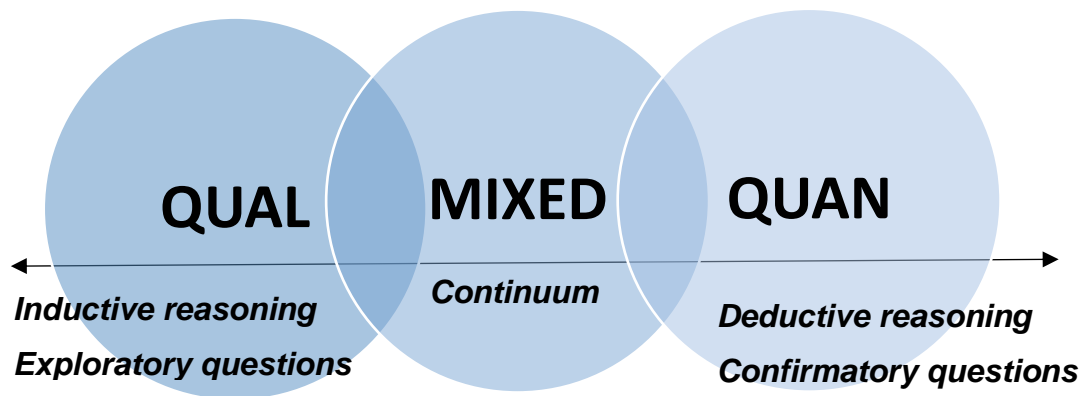 QUAL
MIXED
QUAN
Continuum
Inductive reasoning
Exploratory questions
Deductive reasoning
Confirmatory questions